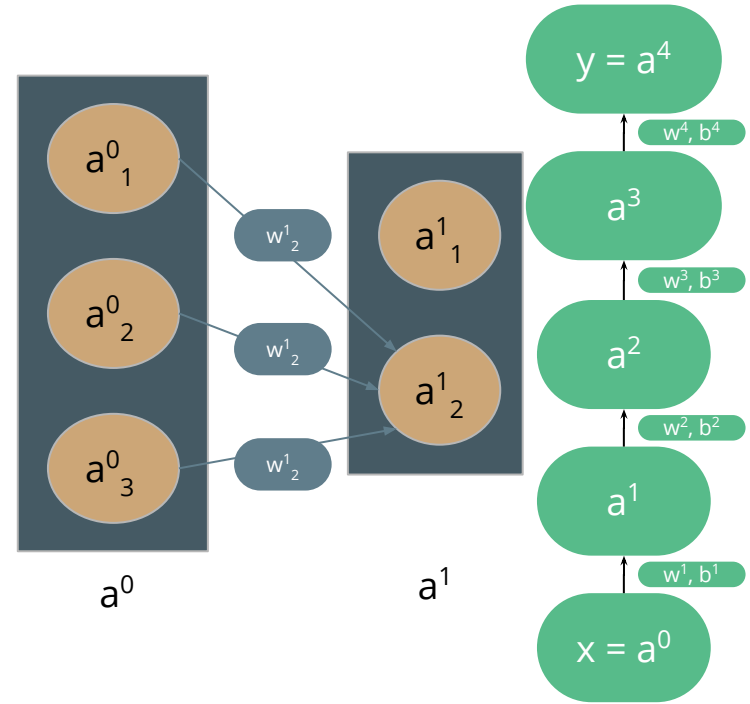 y = a⁴
w⁴, b⁴
a³
w³, b³
a²
w², b²
a¹
w¹, b¹
x = a⁰
a⁰₁
a⁰₂
a⁰₃
w¹₂
w¹₂
w¹₂
a¹₁
a¹₂
a⁰
a¹